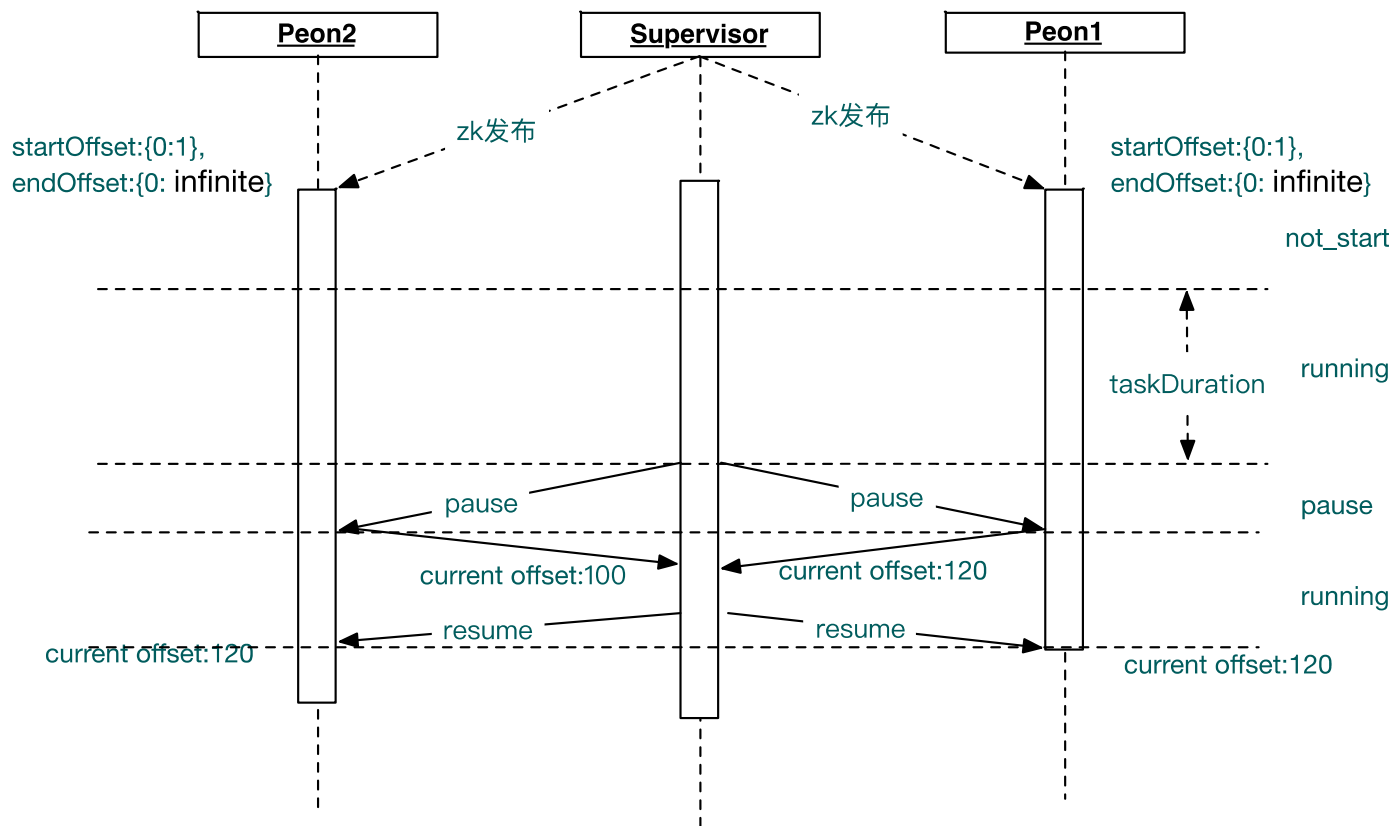 Peon2
Supervisor
Peon1
zk发布
zk发布
startOffset:{0:1},
endOffset:{0: infinite}
startOffset:{0:1},
endOffset:{0: infinite}
not_start
running
taskDuration
pause
pause
pause
current offset:100
current offset:120
running
resume
resume
current offset:120
current offset:120